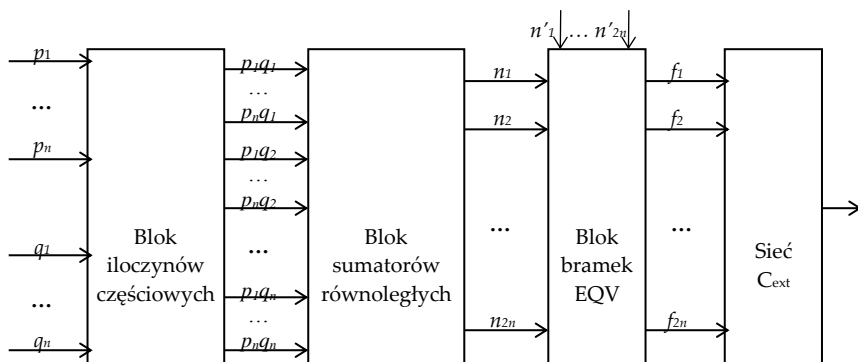 n'1 … n'2n
p1
...
pn
q1
...
qn
Blok
iloczynów
częściowych
p1q1
…
pnq1
p1q2
…
pnq2
...
p1qn
…
pnqn
Blok
sumatorów
równoległych
n1
n2
...
n2n
Blok
bramek
EQV
f1
f2
...
f2n
Sieć
Cext